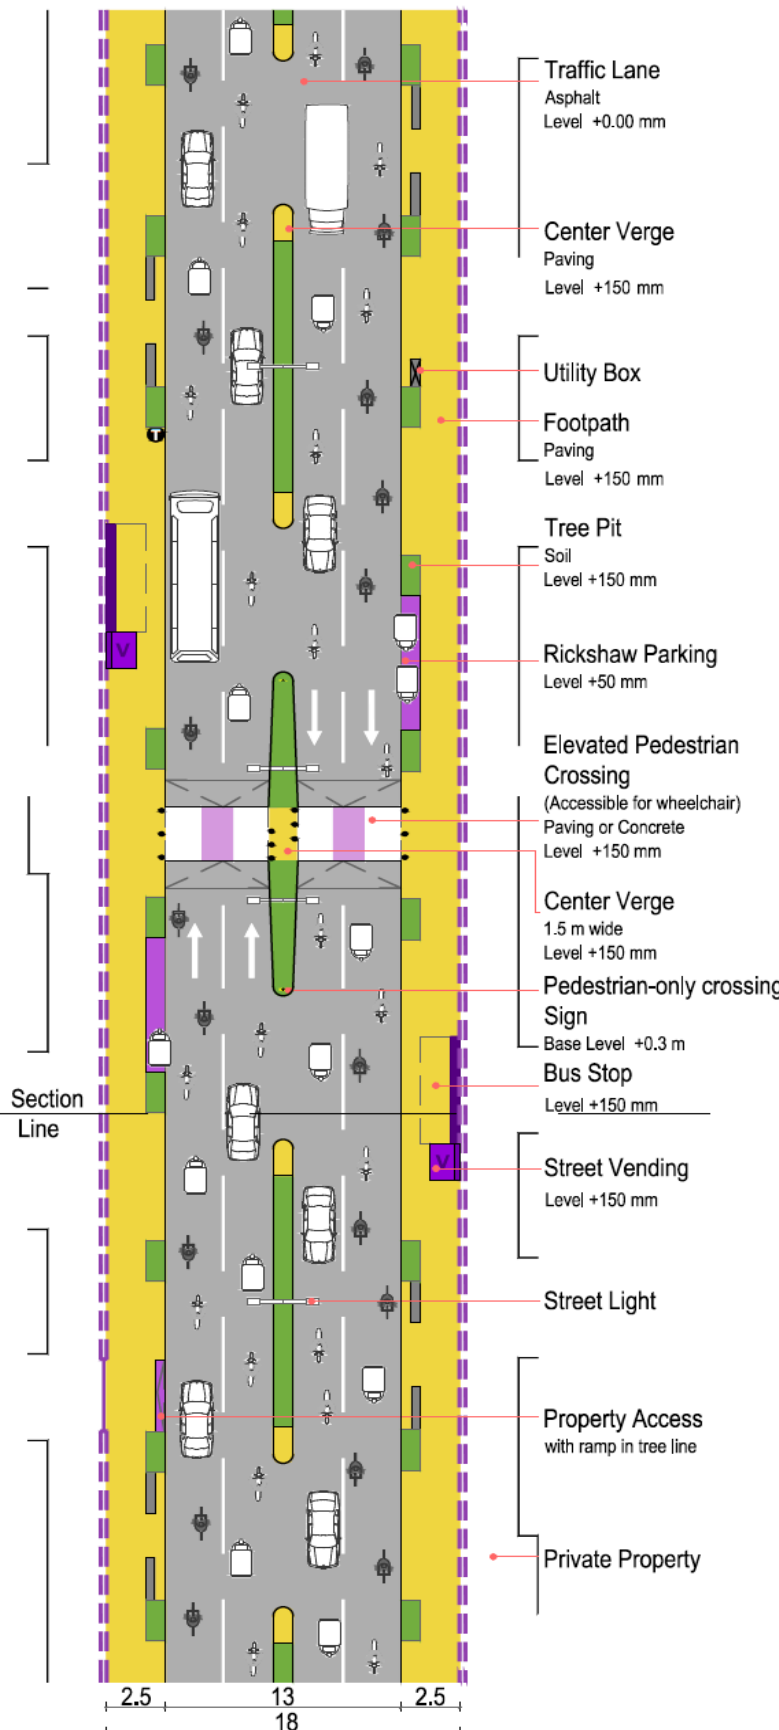 Traffic Lane
Asphalt
Level +0.00 mm
Center Verge
Paving
Level +150 mm
Utility Box
Footpath
Paving
Level +150 mm
T
Tree Pit
Soil
Level +150 mm
V
Rickshaw Parking
Level +50 mm
Elevated Pedestrian
Crossing
(Accessible for wheelchair)
Paving or Concrete
Level +150 mm
Center Verge
1.5 m wide
Level +150 mm
Pedestrian-only crossing
Sign
Base Level +0.3 m
Bus Stop
Level +150 mm
Section
Line
V
Street Vending
Level +150 mm
Street Light
Property Access
with ramp in tree line
Private Property
2.5 13 2.5
18